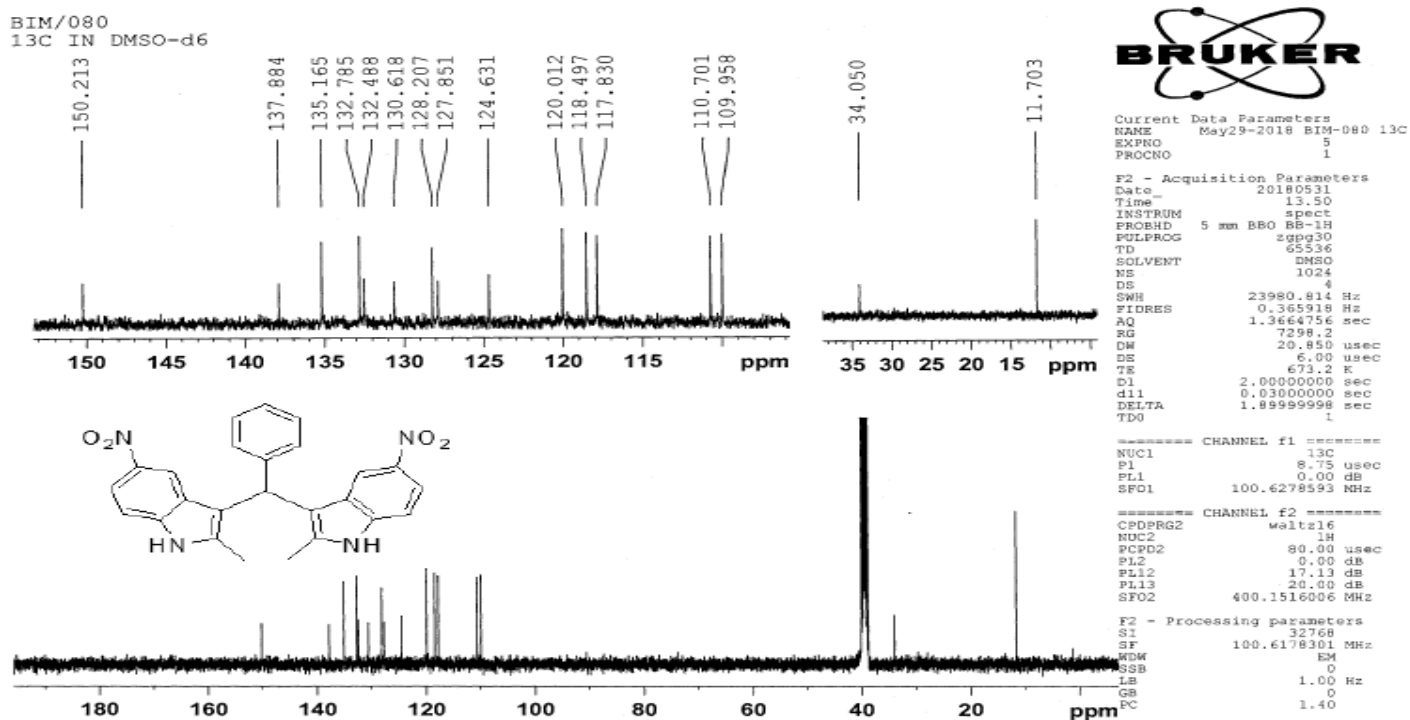 BIM/080
13C IN DMSO-d6
150.213
137.884
135.165
132.785
132.488
130.618
128.207
127.851
124.631
120.012
118.497
117.830
110.701
109.958
34.050
11.703
150 145 140 135 130 125 120 115 ppm
35 30 25 20 15 ppm
O2N
NO2
HN
NH
180 160 140 120 100 80 60 40 20 ppm
BRUKER
Current Data Parameters
NAME May29-2018 BIM-080 13C
EXPNO 5
PROCNO 1
F2 - Acquisition Parameters
Date_ 20180531
Time 13.50
INSTRUM spect
PROBHD 5 mm BBO BB-1H
PULPROG zgpg30
TD 65536
SOLVENT DMSO
NS 1024
DS 4
SWH 23980.814 Hz
FIDRES 0.365918 Hz
AQ 1.3664756 sec
RG 7298.2
DW 20.850 usec
DE 6.00 usec
TE 673.2 K
D1 2.00000000 sec
d11 0.03000000 sec
DELTA 1.89999998 sec
TD0 1
======== CHANNEL f1 ========
NUC1 13C
P1 8.75 usec
PL1 0.00 dB
SFO1 100.6278593 MHz
======== CHANNEL f2 ========
CPDPRG2 waltz16
NUC2 1H
PCPD2 80.00 usec
PL2 0.00 dB
PL12 17.13 dB
PL13 20.00 dB
SFO2 400.1516006 MHz
F2 - Processing parameters
SI 32768
SF 100.6178301 MHz
WDW EM
SSB 0
LB 1.00 Hz
GB 0
PC 1.40